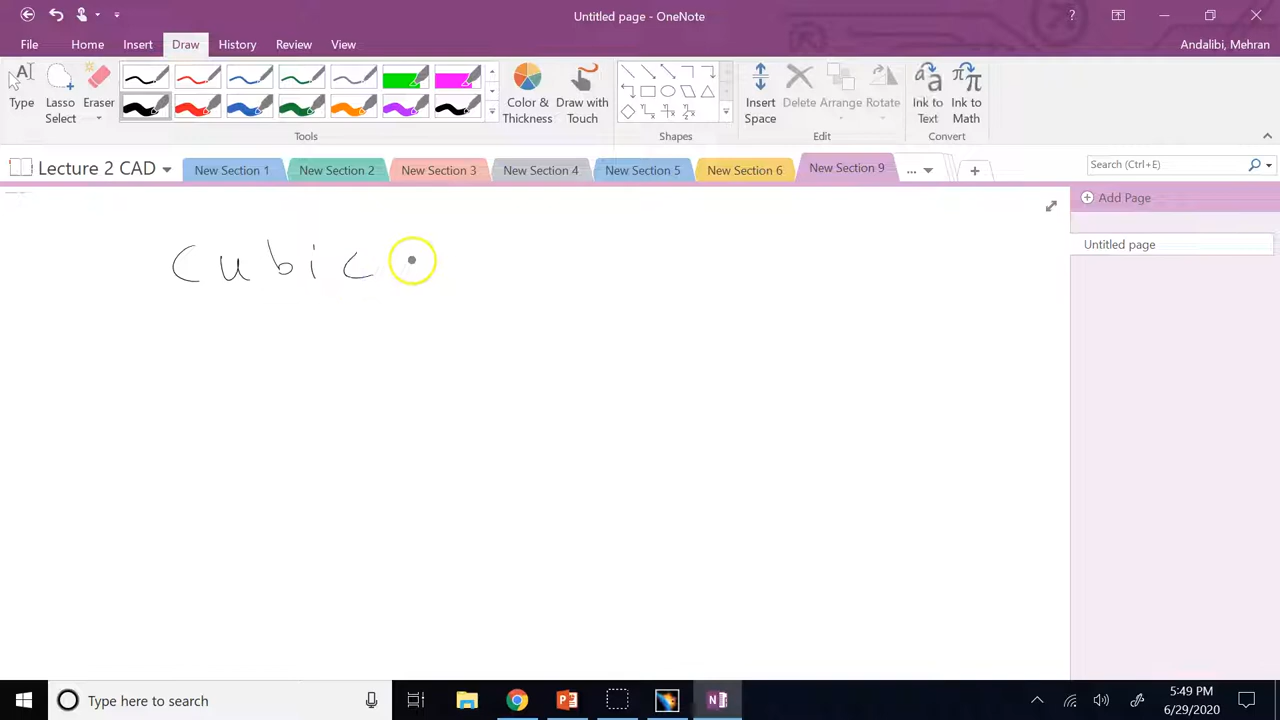 Untitled page - OneNote
?
File Home Insert Draw History Review View
Andalibi, Mehran
Type Lasso Select Eraser Color & Thickness Draw with Touch Insert Space Delete Arrange Rotate Ink to Text Ink to Math
Tools Shapes Edit Convert
Lecture 2 CAD New Section 1 New Section 2 New Section 3 New Section 4 New Section 5 New Section 6 New Section 9 ... Search (Ctrl+E)
Add Page
Untitled page
Cubic
Type here to search
5:49 PM
6/29/2020